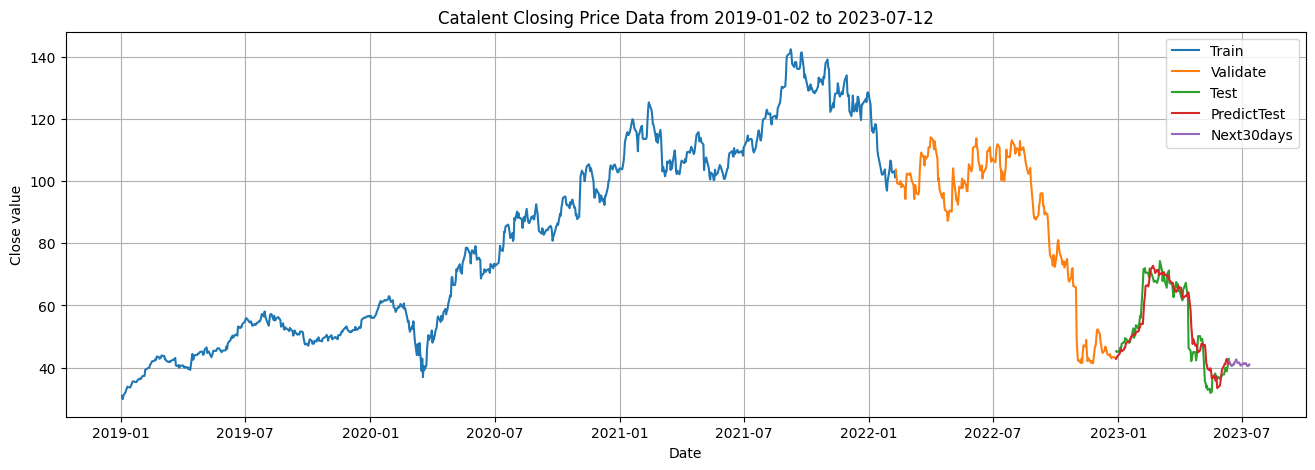 Catalent Closing Price Data from 2019-01-02 to 2023-07-12
Close value
140
120
100
80
60
40
Train
Validate
Test
PredictTest
Next30days
2019-01 2019-07 2020-01 2020-07 2021-01 2021-07 2022-01 2022-07 2023-01 2023-07
Date